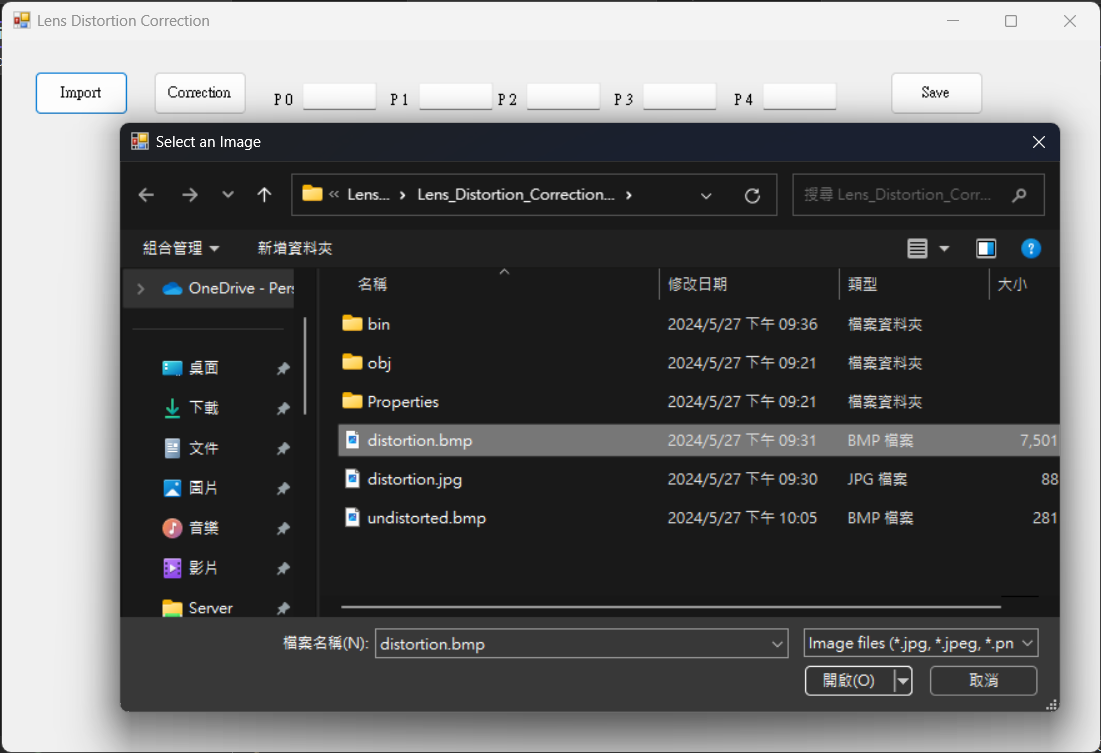 Lens Distortion Correction
Import Correction P 0 P 1 P 2 P 3 P 4 Save
Select an Image
« Lens... › Lens_Distortion_Correction... › 搜尋 Lens_Distortion_Corr...
組合管理 新增資料夾
名稱 修改日期 類型 大小
OneDrive - Pers
桌面
下載
文件
圖片
音樂
影片
Server
bin 2024/5/27 下午 09:36 檔案資料夾
obj 2024/5/27 下午 09:21 檔案資料夾
Properties 2024/5/27 下午 09:21 檔案資料夾
distortion.bmp 2024/5/27 下午 09:31 BMP 檔案 7,501
distortion.jpg 2024/5/27 下午 09:30 JPG 檔案 88
undistorted.bmp 2024/5/27 下午 10:05 BMP 檔案 281
檔案名稱(N): distortion.bmp Image files (*.jpg, *.jpeg, *.pn
開啟(O) 取消